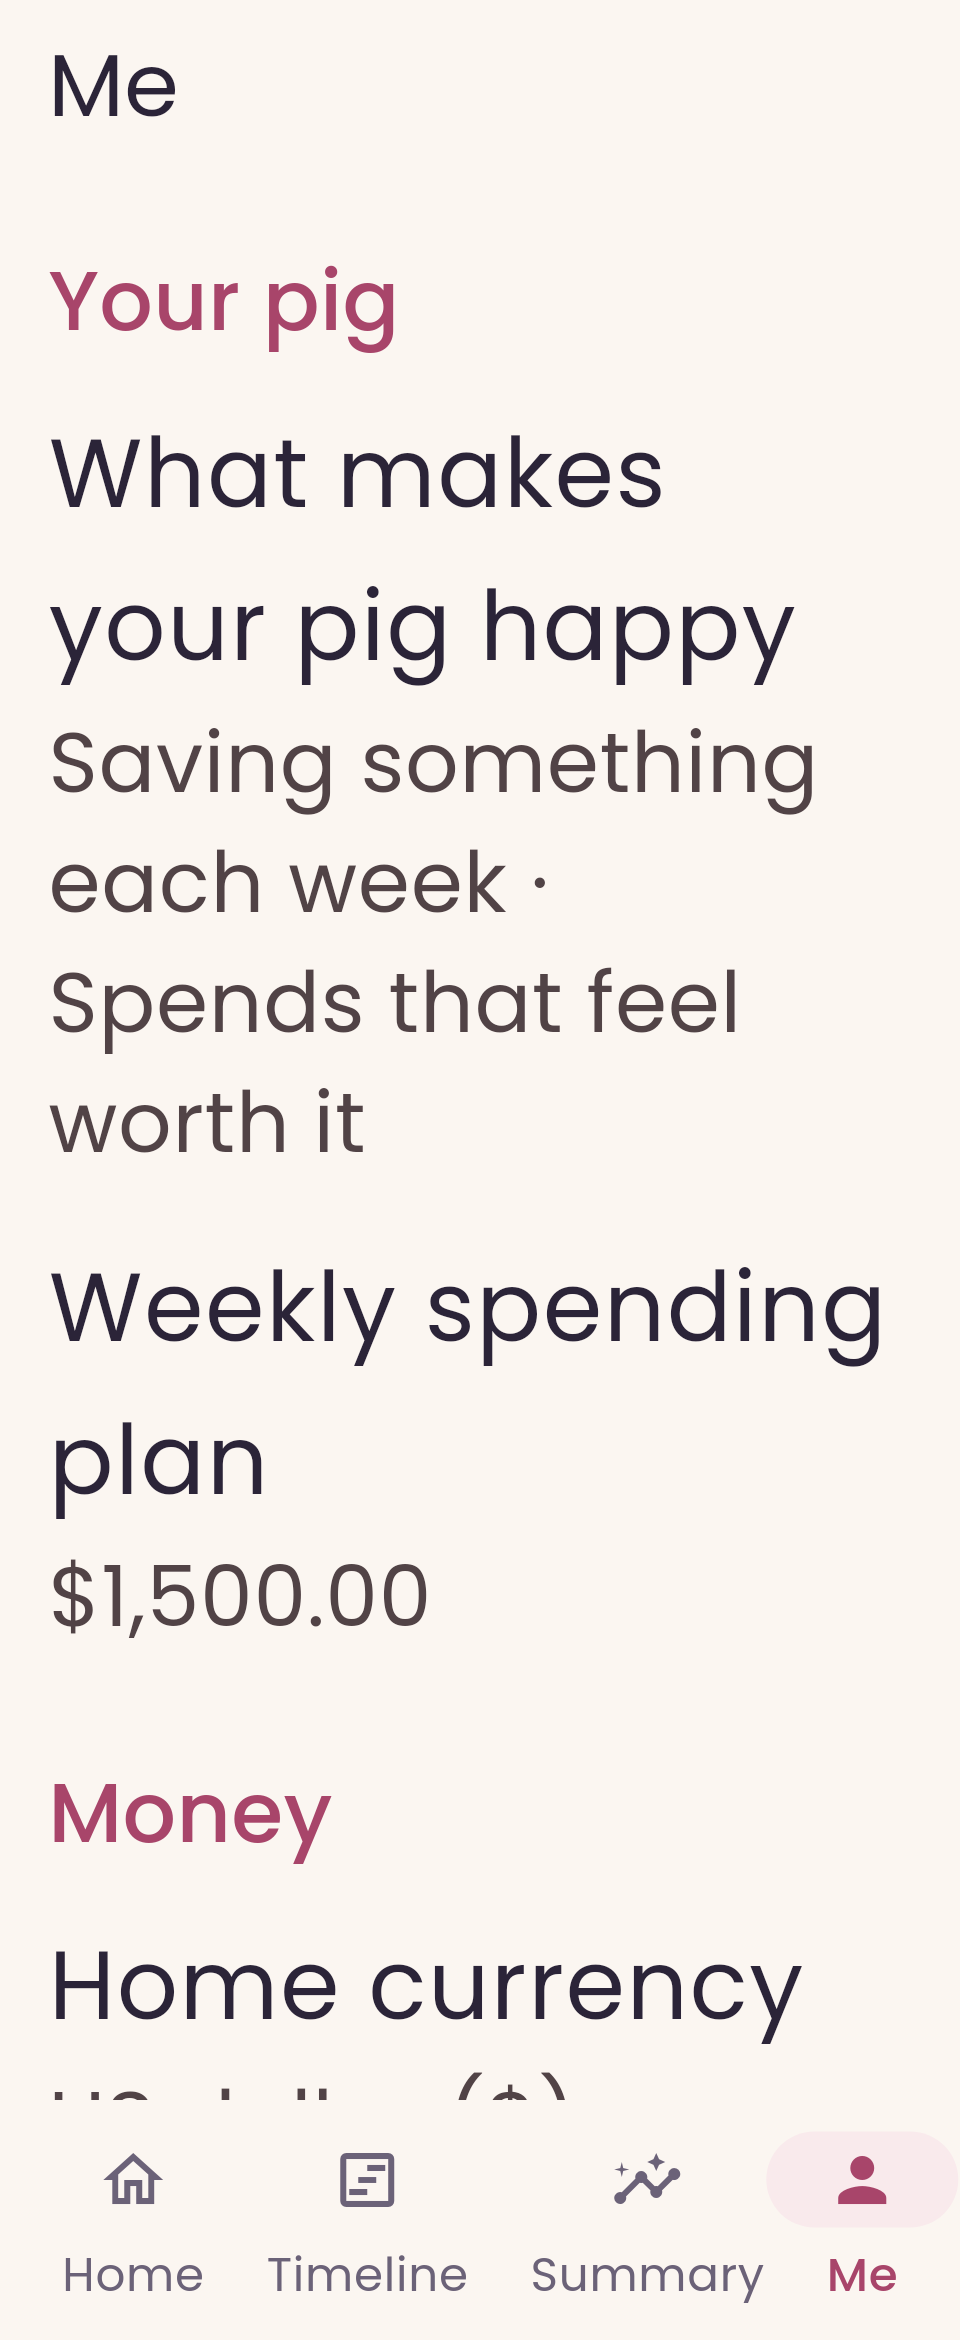 Me
Your pig
What makes
your pig happy
Saving something
each week ·
Spends that feel
worth it
Weekly spending
plan
$1,500.00
Money
Home currency
Home
Timeline
Summary
Me